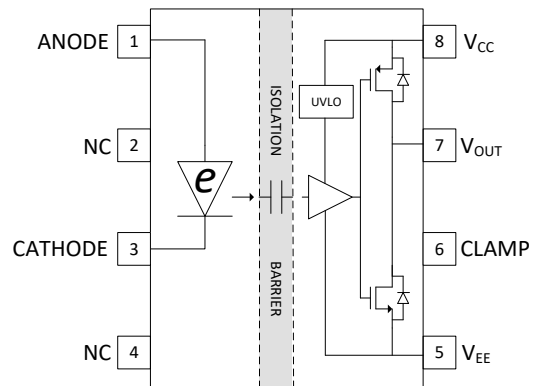 ANODE 1
NC 2
CATHODE 3
NC 4
e
ISOLATION
BARRIER
UVLO
8 VCC
7 VOUT
6 CLAMP
5 VEE